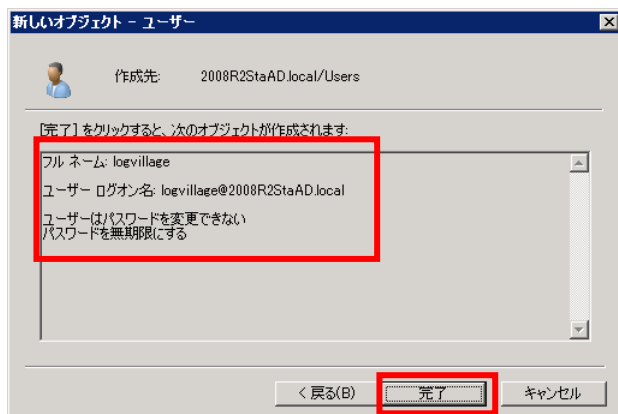 新しいオブジェクト - ユーザー
作成先: 2008R2StaAD.local/Users
[完了] をクリックすると、次のオブジェクトが作成されます:
フル ネーム: logvillage
ユーザー ログオン名: logvillage@2008R2StaAD.local
ユーザーはパスワードを変更できない
パスワードを無期限にする
< 戻る(B) 完了 キャンセル